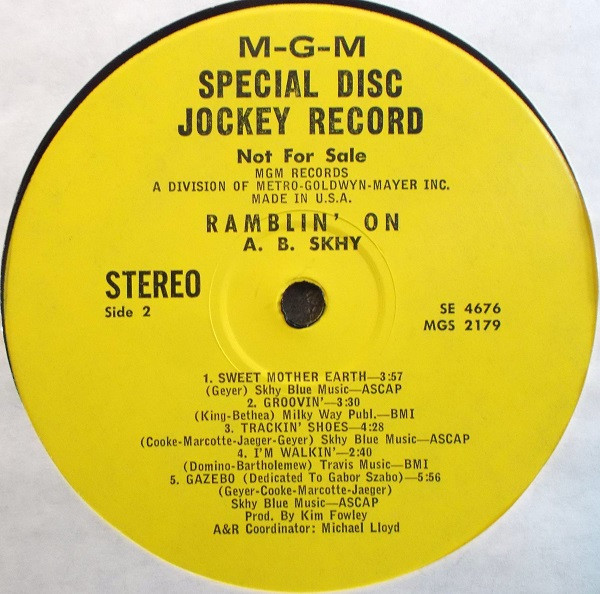 M-G-M
SPECIAL DISC
JOCKEY RECORD
Not For Sale
MGM RECORDS
A DIVISION OF METRO-GOLDWYN-MAYER INC.
MADE IN U.S.A.
RAMBLIN' ON
A. B. SKHY
STEREO
Side 2
SE 4676
MGS 2179
1. SWEET MOTHER EARTH—3:57
(Geyer) Skhy Blue Music—ASCAP
2. GROOVIN'—3:30
(King-Bethea) Milky Way Publ.—BMI
3. TRACKIN' SHOES—4:28
(Cooke-Marcotte-Jaeger-Geyer) Skhy Blue Music—ASCAP
4. I'M WALKIN'—2:40
(Domino-Bartholemew) Travis Music—BMI
5. GAZEBO (Dedicated To Gabor Szabo)—5:56
(Geyer-Cooke-Marcotte-Jaeger)
Skhy Blue Music—ASCAP
Prod. By Kim Fowley
A&R Coordinator: Michael Lloyd